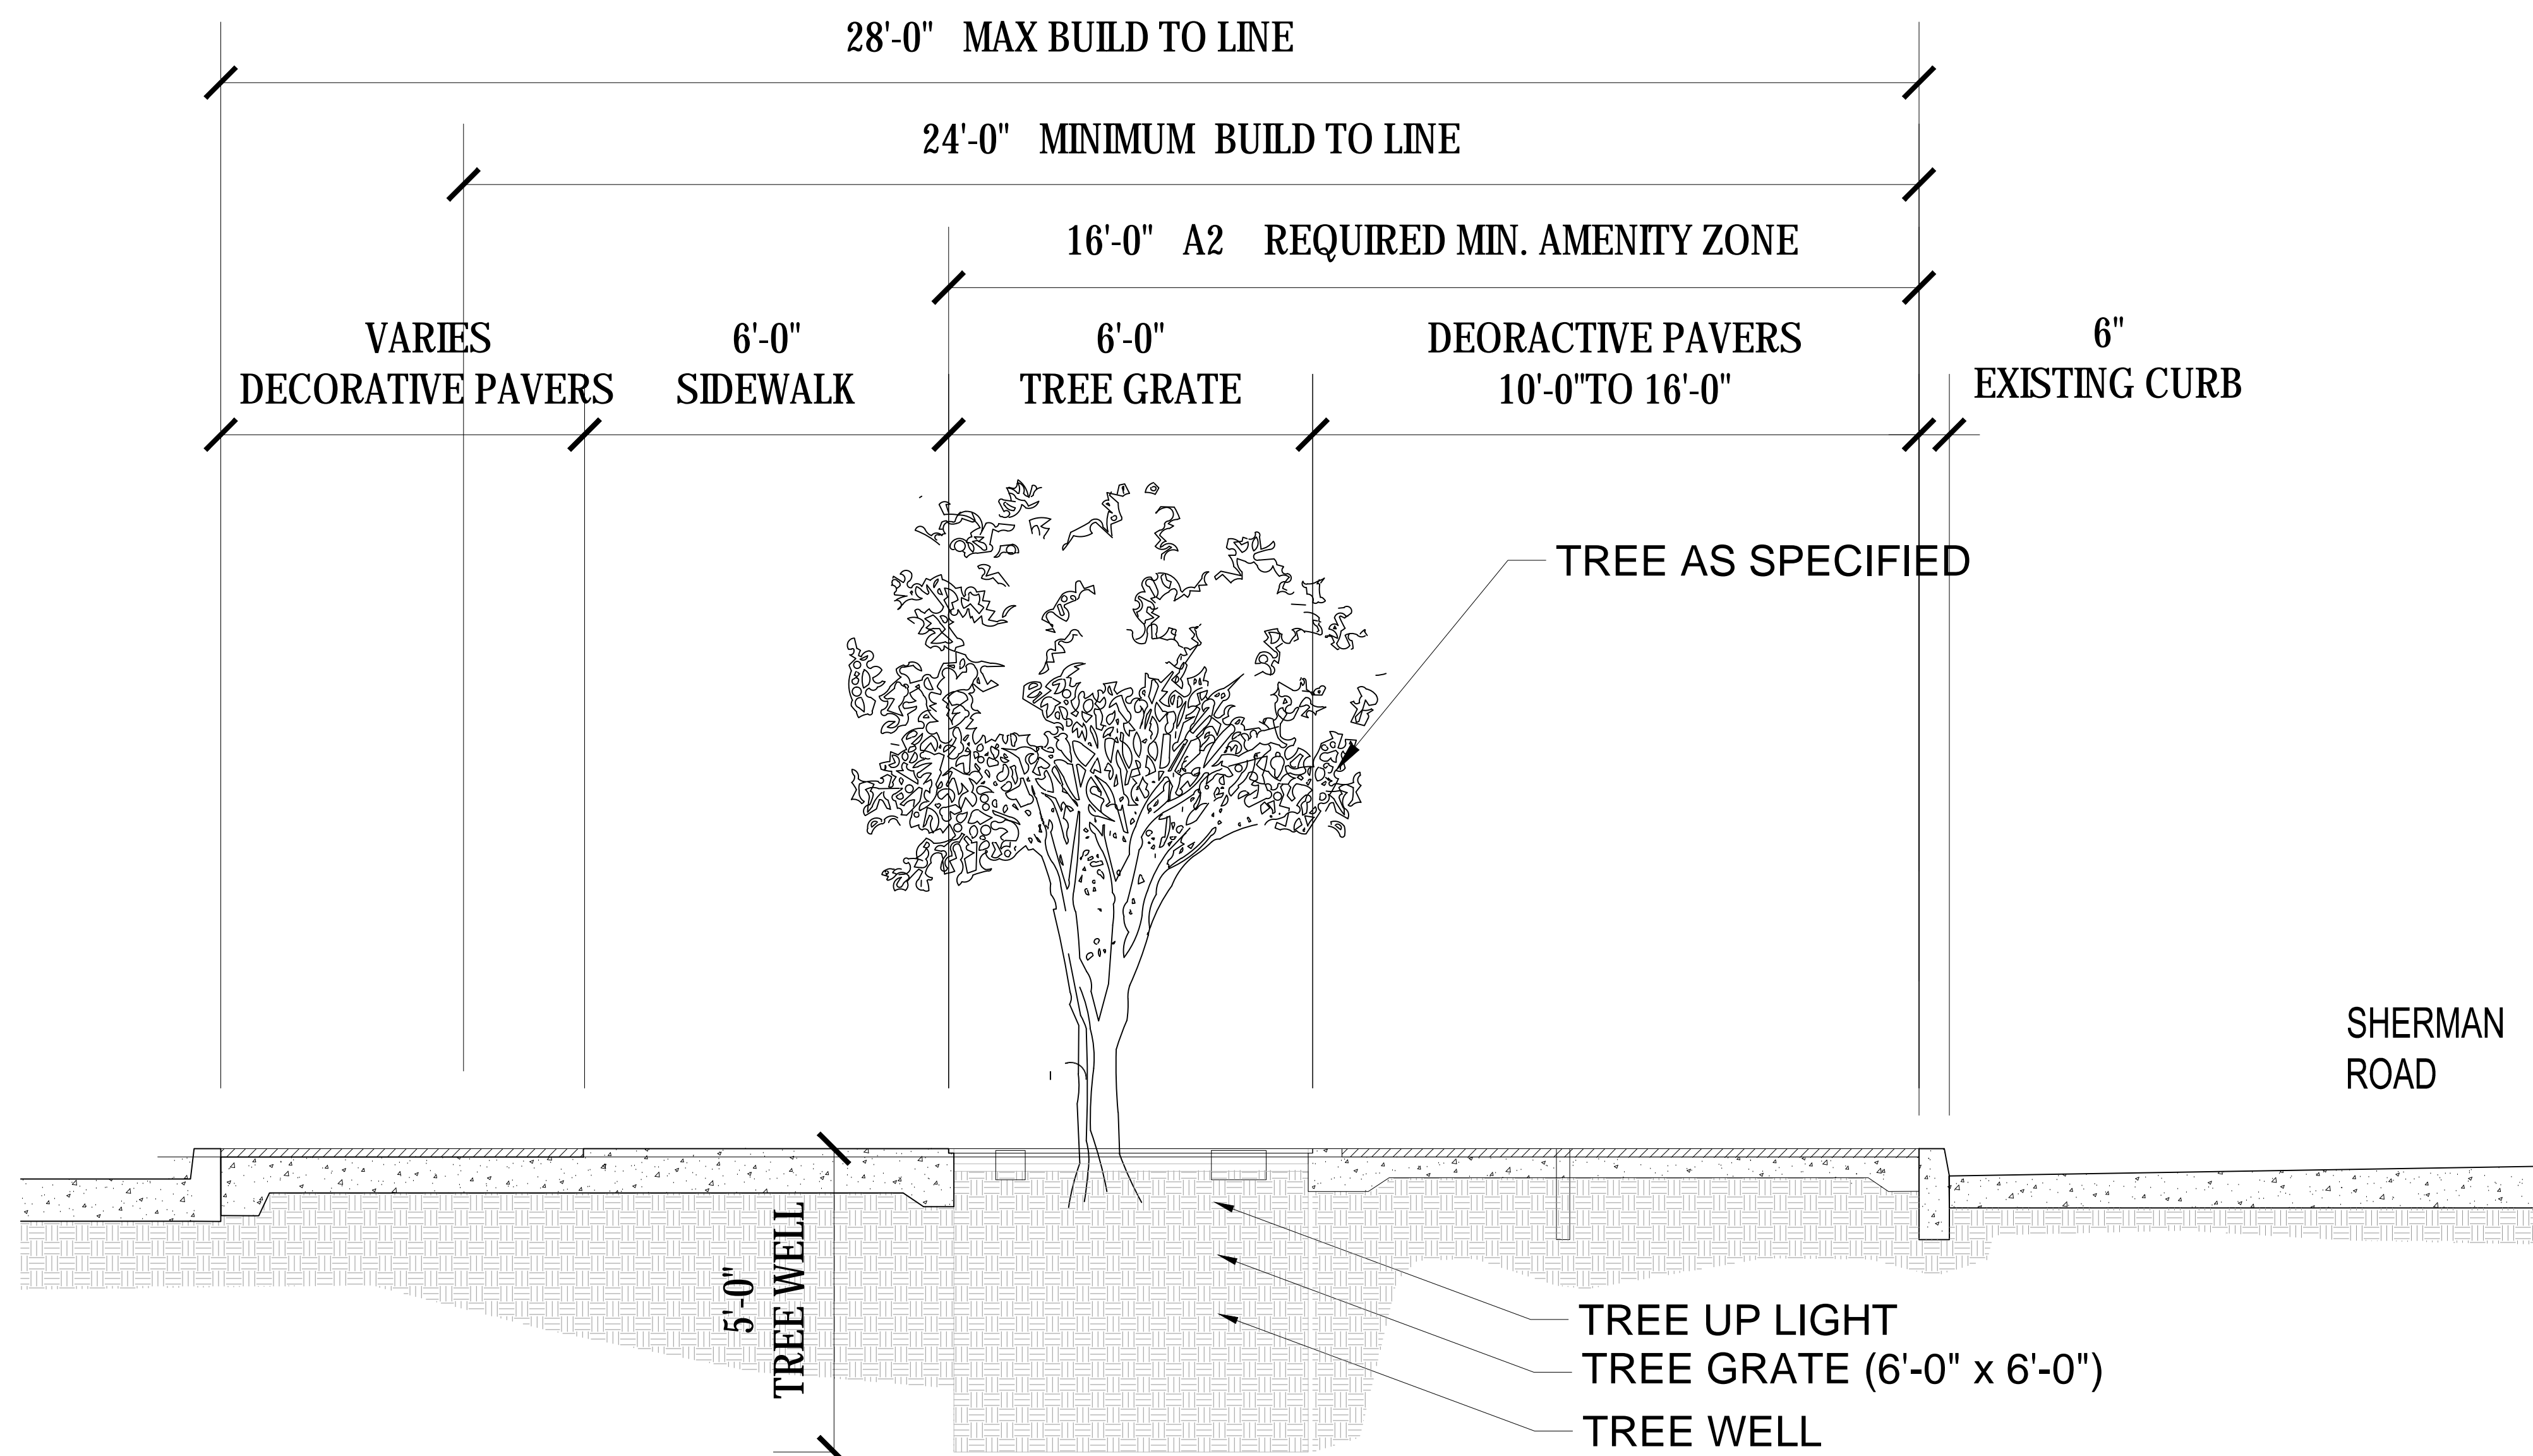 28'-0" MAX BUILD TO LINE
24'-0" MINIMUM BUILD TO LINE
16'-0" A2 REQUIRED MIN. AMENITY ZONE
VARIES
DECORATIVE PAVERS
6'-0"
SIDEWALK
6'-0"
TREE GRATE
DEORACTIVE PAVERS
10'-0"TO 16'-0"
6"
EXISTING CURB
TREE AS SPECIFIED
SHERMAN
ROAD
5'-0"
TREE WELL
TREE UP LIGHT
TREE GRATE (6'-0" x 6'-0")
TREE WELL